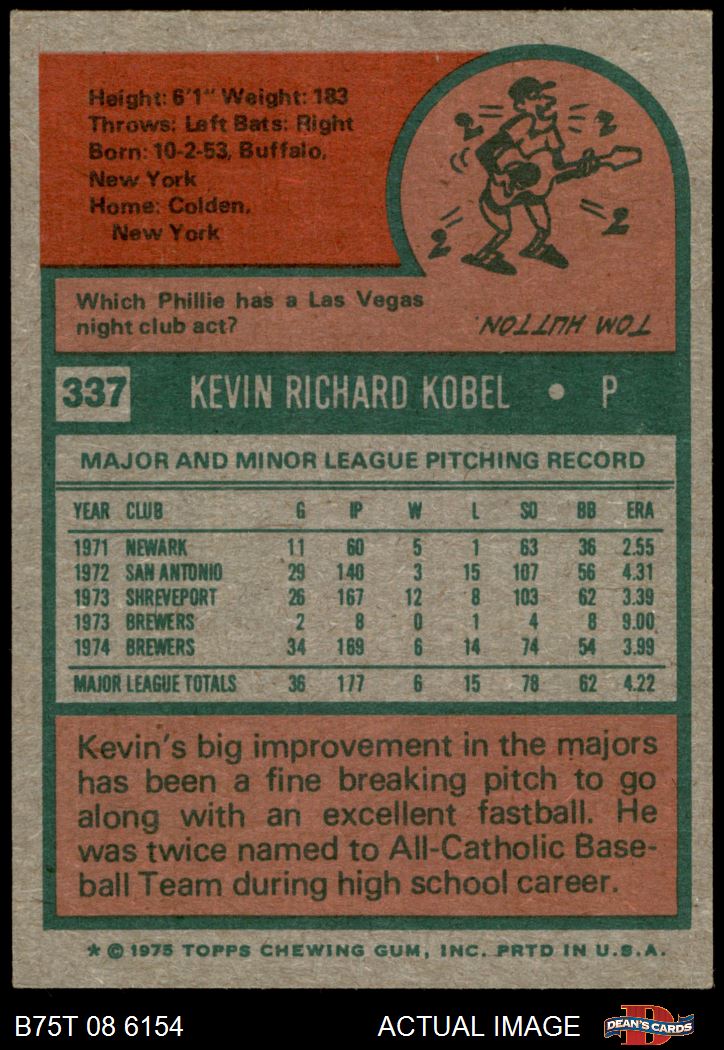 Height: 6'1" Weight: 183
Throws: Left Bats: Right
Born: 10-2-53, Buffalo,
New York
Home: Colden,
New York
2 2
2 2
Which Phillie has a Las Vegas
night club act?
TOM HUTTON.
337 KEVIN RICHARD KOBEL • P
MAJOR AND MINOR LEAGUE PITCHING RECORD
YEAR CLUB G IP W L SO BB ERA
1971 NEWARK 11 60 5 1 63 36 2.55
1972 SAN ANTONIO 29 140 3 15 107 56 4.31
1973 SHREVEPORT 26 167 12 8 103 62 3.39
1973 BREWERS 2 8 0 1 4 8 9.00
1974 BREWERS 34 169 6 14 74 54 3.99
MAJOR LEAGUE TOTALS 36 177 6 15 78 62 4.22
Kevin's big improvement in the majors
has been a fine breaking pitch to go
along with an excellent fastball. He
was twice named to All-Catholic Base-
ball Team during high school career.
* © 1975 TOPPS CHEWING GUM, INC. PRTD IN U.S.A.
B75T 08 6154 ACTUAL IMAGE D DEAN'S CARDS